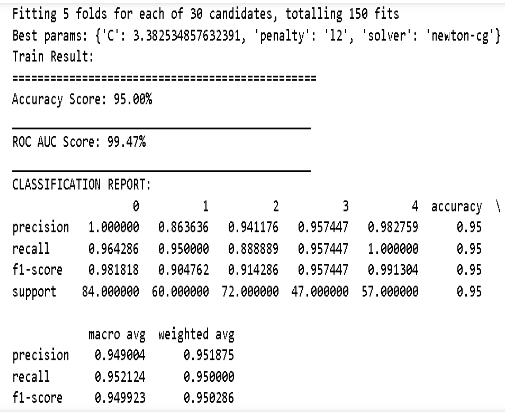 Fitting 5 folds for each of 30 candidates, totalling 150 fits
Best params: {'C': 3.382534857632391, 'penalty': 'l2', 'solver': 'newton-cg'}
Train Result:
================================================
Accuracy Score: 95.00%
_______________________________________________
ROC AUC Score: 99.47%
_______________________________________________
CLASSIFICATION REPORT:
0 1 2 3 4 accuracy \
precision 1.000000 0.863636 0.941176 0.957447 0.982759 0.95
recall 0.964286 0.950000 0.888889 0.957447 1.000000 0.95
f1-score 0.981818 0.904762 0.914286 0.957447 0.991304 0.95
support 84.000000 60.000000 72.000000 47.000000 57.000000 0.95
macro avg weighted avg
precision 0.949004 0.951875
recall 0.952124 0.950000
f1-score 0.949923 0.950286